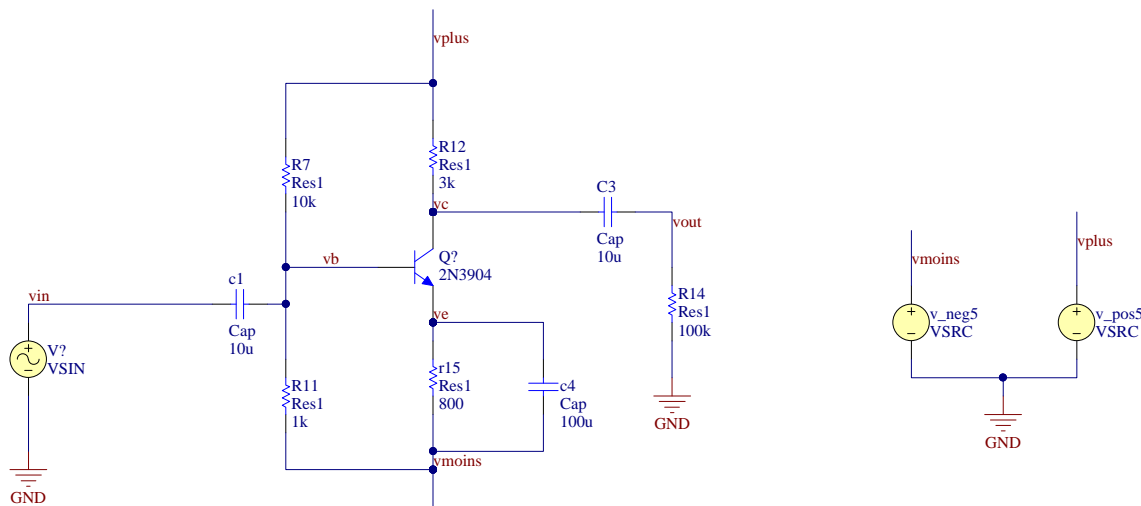 vplus
R12
Res1
3k
R7
Res1
10k
vc
C3
Cap
10u
vout
vb
Q?
2N3904
c1
Cap
10u
vin
V?
VSIN
GND
R11
Res1
1k
ve
r15
Res1
800
c4
Cap
100u
vmoins
R14
Res1
100k
GND
vmoins
v_neg5
VSRC
vplus
v_pos5
VSRC
GND